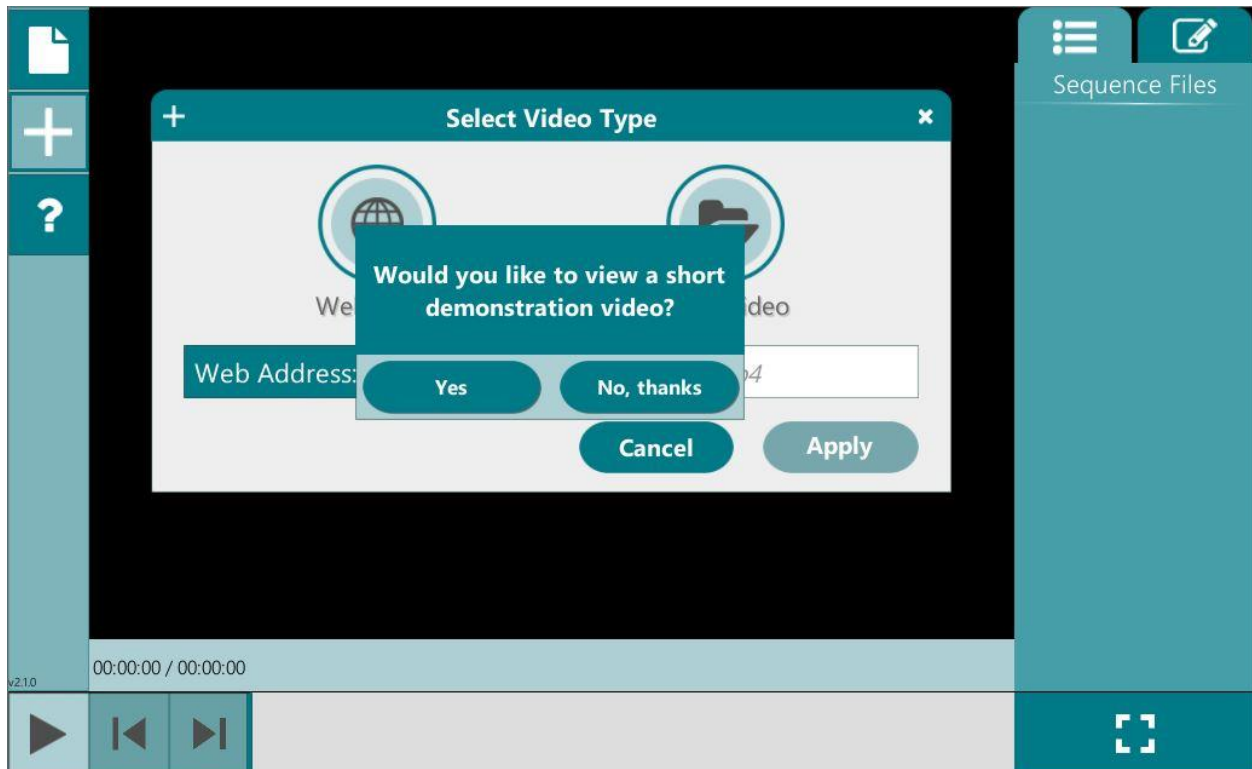 Sequence Files
Select Video Type
Would you like to view a short
demonstration video?
Web Address:
Yes
No, thanks
Cancel
Apply
00:00:00 / 00:00:00
v2.1.0